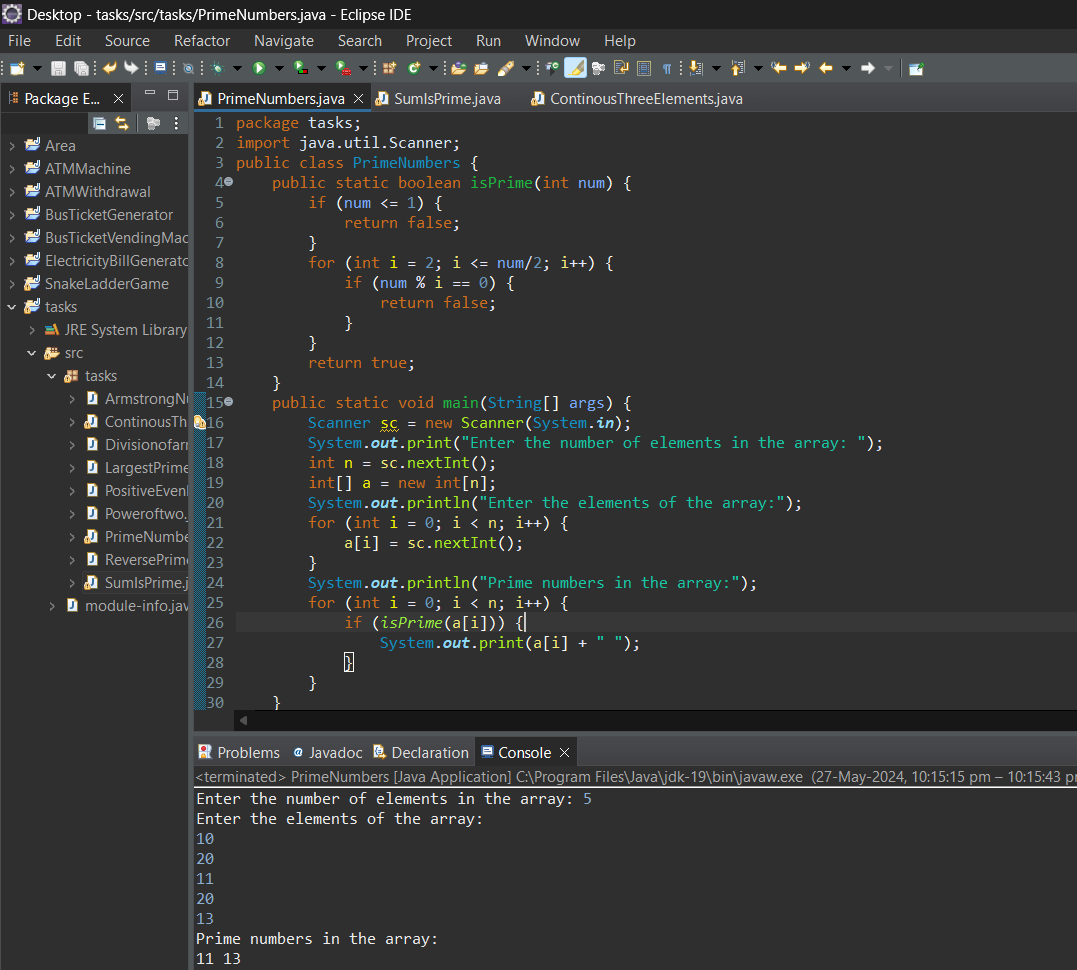 Desktop - tasks/src/tasks/PrimeNumbers.java - Eclipse IDE
File Edit Source Refactor Navigate Search Project Run Window Help
Package E...
Area
ATMMachine
ATMWithdrawal
BusTicketGenerator
BusTicketVendingMac
ElectricityBillGenerato
SnakeLadderGame
tasks
JRE System Library
src
tasks
ArmstrongNu
ContinousTh
Divisionofarr
LargestPrime
PositiveEvenl
Poweroftwo.
PrimeNumbe
ReversePrime
SumIsPrime.j
module-info.jav
PrimeNumbers.java SumIsPrime.java ContinousThreeElements.java
1 package tasks;
2 import java.util.Scanner;
3 public class PrimeNumbers {
4 public static boolean isPrime(int num) {
5 if (num <= 1) {
6 return false;
7 }
8 for (int i = 2; i <= num/2; i++) {
9 if (num % i == 0) {
10 return false;
11 }
12 }
13 return true;
14 }
15 public static void main(String[] args) {
16 Scanner sc = new Scanner(System.in);
17 System.out.print("Enter the number of elements in the array: ");
18 int n = sc.nextInt();
19 int[] a = new int[n];
20 System.out.println("Enter the elements of the array:");
21 for (int i = 0; i < n; i++) {
22 a[i] = sc.nextInt();
23 }
24 System.out.println("Prime numbers in the array:");
25 for (int i = 0; i < n; i++) {
26 if (isPrime(a[i])) {
27 System.out.print(a[i] + " ");
28 }
29 }
30 }
Problems Javadoc Declaration Console
<terminated> PrimeNumbers [Java Application] C:\Program Files\Java\jdk-19\bin\javaw.exe (27-May-2024, 10:15:15 pm – 10:15:43 pm
Enter the number of elements in the array: 5
Enter the elements of the array:
10
20
11
20
13
Prime numbers in the array:
11 13